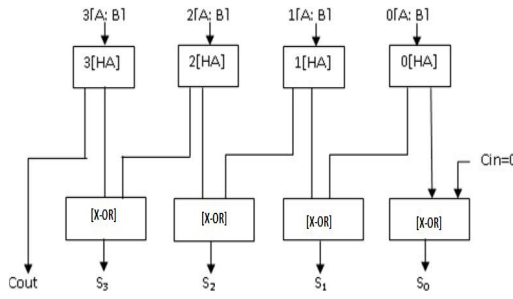 3[A: B] 2[A: B] 1[A: B] 0[A: B]
3[HA] 2[HA] 1[HA] 0[HA]
Cin=0
[X-OR] [X-OR] [X-OR] [X-OR]
Cout S3 S2 S1 S0